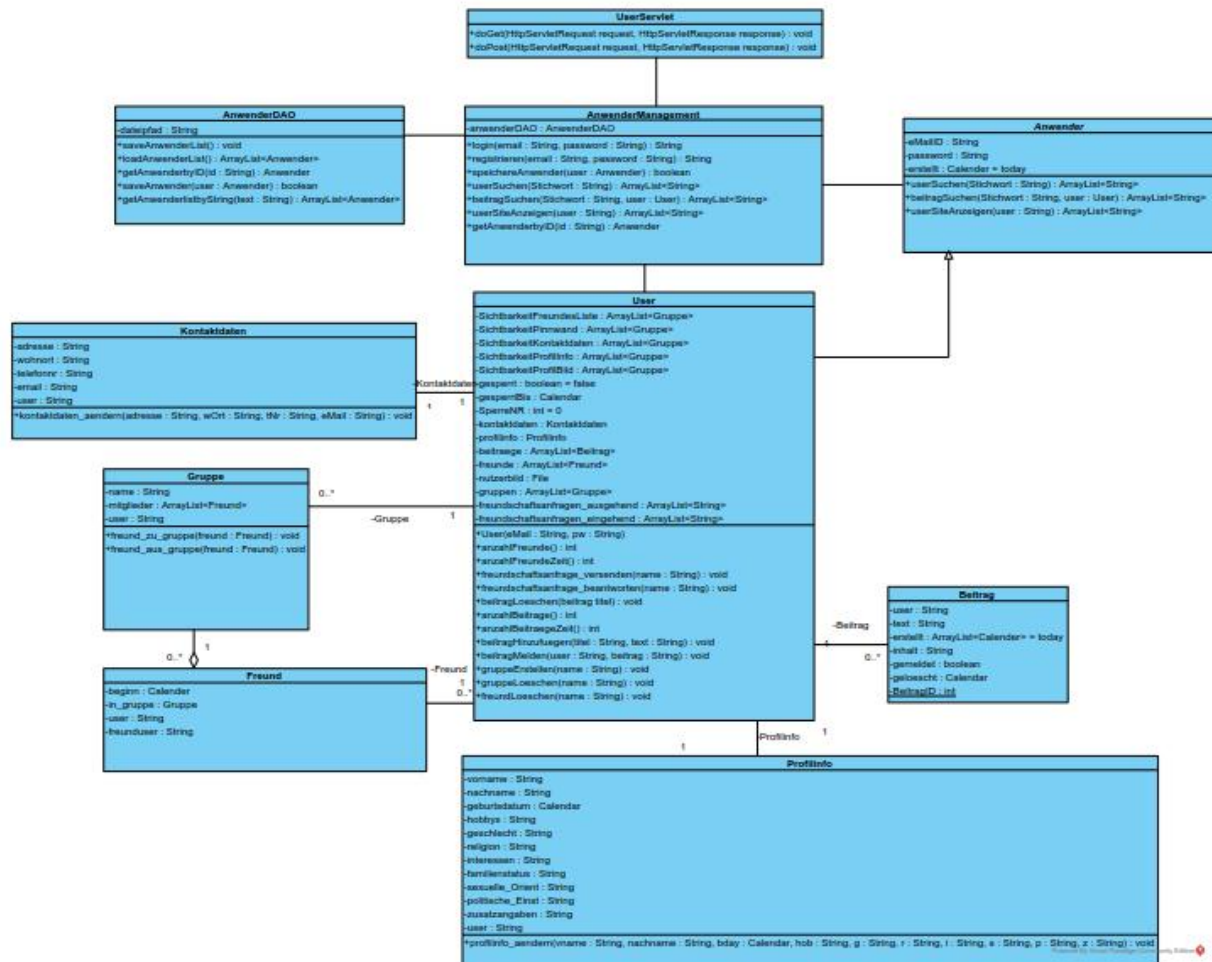 UserServlet
+doGet(HttpServletRequest request, HttpServletResponse response) : void
+doPost(HttpServletRequest request, HttpServletResponse response) : void
AnwenderDAO
-dateipfad : String
+saveAnwenderList() : void
+loadAnwenderList() : ArrayList<Anwender>
+getAnwenderbyID(id : String) : Anwender
+saveAnwender(user : Anwender) : boolean
+getAnwenderlistbyString(text : String) : ArrayList<Anwender>
AnwenderManagement
-anwenderDAO : AnwenderDAO
+login(email : String, password : String) : String
+registrieren(email : String, password : String) : String
+speichereAnwender(user : Anwender) : boolean
+userSuchen(Stichwort : String) : ArrayList<String>
+beitragSuchen(Stichwort : String, user : User) : ArrayList<String>
+userSiteAnzeigen(user : String) : ArrayList<String>
+getAnwenderbyID(id : String) : Anwender
Anwender
-eMailID : String
-password : String
-erstellt : Calender = today
+userSuchen(Stichwort : String) : ArrayList<String>
+beitragSuchen(Stichwort : String, user : User) : ArrayList<String>
+userSiteAnzeigen(user : String) : ArrayList<String>
User
-SichtbarkeitFreundesListe : ArrayList<Gruppe>
-SichtbarkeitPinnwand : ArrayList<Gruppe>
-SichtbarkeitKontaktdaten : ArrayList<Gruppe>
-SichtbarkeitProfilInfo : ArrayList<Gruppe>
-SichtbarkeitProfilBild : ArrayList<Gruppe>
-gesperrt : boolean = false
-gesperrtBis : Calendar
-SperreNR : int = 0
-kontaktdaten : Kontaktdaten
-profilinfo : ProfilInfo
-beitraege : ArrayList<Beitrag>
-freunde : ArrayList<Freund>
-nutzerbild : File
-gruppen : ArrayList<Gruppe>
-freundschaftsanfragen_ausgehend : ArrayList<String>
-freundschaftsanfragen_eingehend : ArrayList<String>
+User(eMail : String, pw : String)
+anzahlFreunde() : int
+anzahlFreundeZeit() : int
+freundschaftsanfrage_versenden(name : String) : void
+freundschaftsanfrage_beantworten(name : String) : void
+beitragLoeschen(beitrag titel) : void
+anzahlBeitrage() : int
+anzahlBeitraegeZeit() : int
+beitragHinzufuegen(titel : String, text : String) : void
+beitragMelden(user : String, beitrag : String) : void
+gruppeErstellen(name : String) : void
+gruppeLoeschen(name : String) : void
+freundLoeschen(name : String) : void
Kontaktdaten
-adresse : String
-wohnort : String
-telefonnr : String
-email : String
-user : String
+kontaktdaten_aendern(adresse : String, wOrt : String, tNr : String, eMail : String) : void
-Kontaktdaten
1
1
Gruppe
-name : String
-mitglieder : ArrayList<Freund>
-user : String
+freund_zu_gruppe(freund : Freund) : void
+freund_aus_gruppe(freund : Freund) : void
0..*
-Gruppe
1
1
0..*
Freund
-beginn : Calender
-in_gruppe : Gruppe
-user : String
-freunduser : String
-Freund
1
0..*
Beitrag
-user : String
-text : String
-erstellt : ArrayList<Calender> = today
-inhalt : String
-gemeldet : boolean
-geloescht : Calendar
-BeitragID : int
-Beitrag
1
0..*
-Profilinfo
1
1
Profilinfo
-vorname : String
-nachname : String
-geburtsdatum : Calendar
-hobbys : String
-geschlecht : String
-religion : String
-interessen : String
-familienstatus : String
-sexuelle_Orient : String
-politische_Einst : String
-zusatzangaben : String
-user : String
+profilinfo_aendern(vname : String, nachname : String, bday : Calendar, hob : String, g : String, r : String, i : String, s : String, p : String, z : String) : void